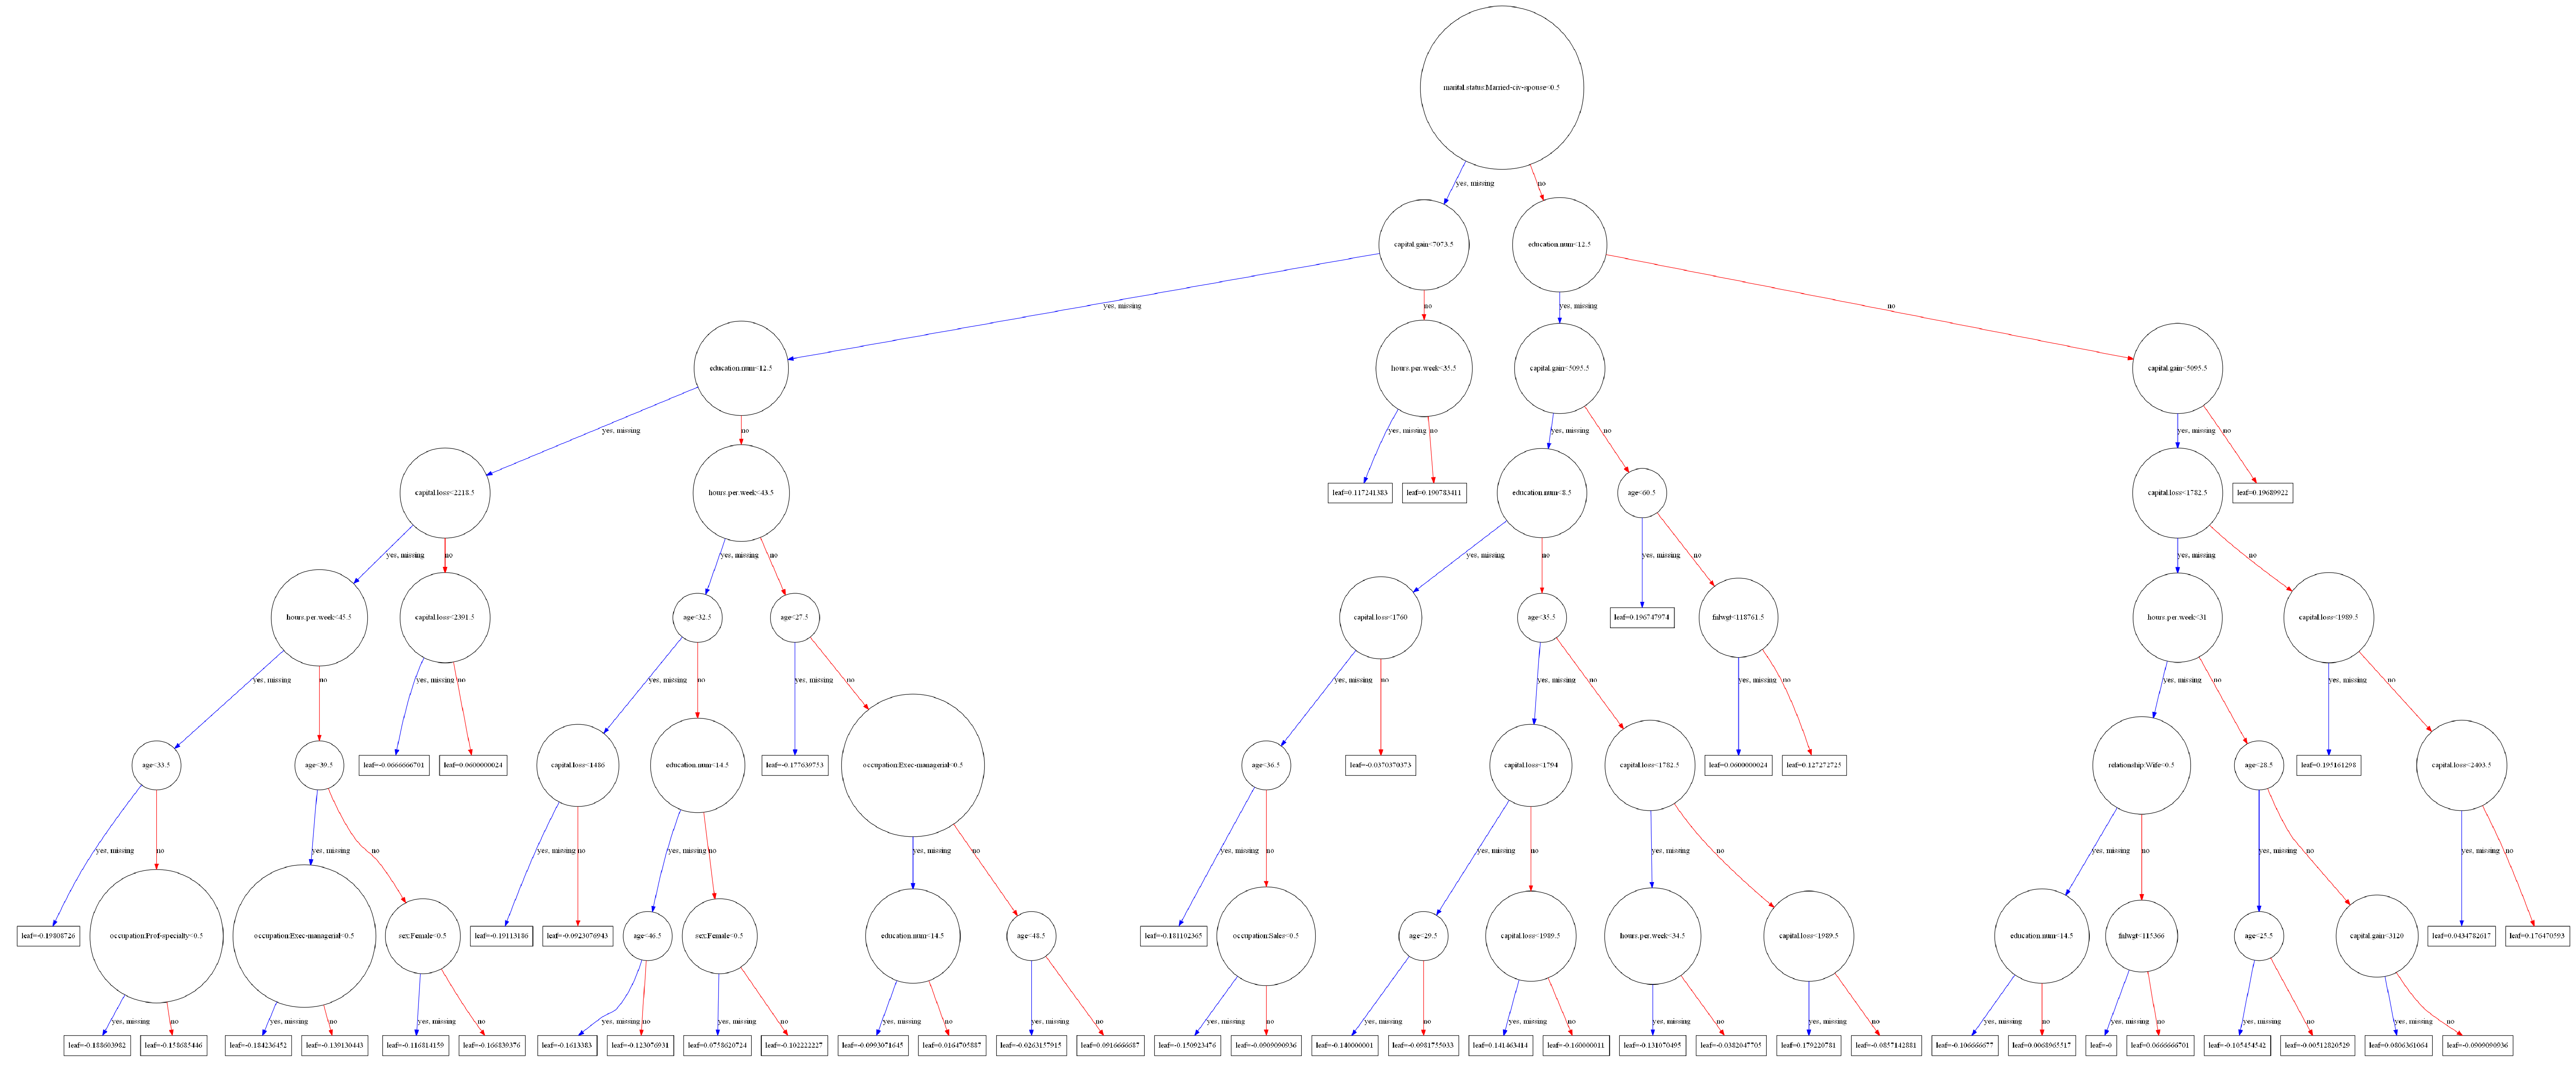 marital.status:Married-civ-spouse<0.5
yes, missing
no
capital.gain<7073.5
education.num<12.5
yes, missing
no
yes, missing
no
education.num<12.5
hours.per.week<35.5
capital.gain<5095.5
capital.gain<5095.5
yes, missing
no
yes, missing
no
yes, missing
no
yes, missing
no
capital.loss<2218.5
hours.per.week<43.5
leaf=0.117241383
leaf=0.190783411
education.num<8.5
age<60.5
capital.loss<1782.5
leaf=0.19689922
yes, missing
no
yes, missing
no
yes, missing
no
yes, missing
no
yes, missing
no
hours.per.week<45.5
capital.loss<2391.5
age<32.5
age<27.5
capital.loss<1760
age<35.5
leaf=0.196747974
fnlwgt<118761.5
hours.per.week<31
capital.loss<1989.5
yes, missing
no
yes, missing
no
yes, missing
no
yes, missing
no
yes, missing
no
yes, missing
no
yes, missing
no
yes, missing
no
yes, missing
no
age<33.5
age<39.5
leaf=-0.0666666701
leaf=0.0600000024
capital.loss<1486
education.num<14.5
leaf=-0.177639753
occupation:Exec-managerial<0.5
age<36.5
leaf=-0.0370370373
capital.loss<1794
capital.loss<1782.5
leaf=0.0600000024
leaf=0.127272725
relationship:Wife<0.5
age<28.5
leaf=0.195161298
capital.loss<2403.5
yes, missing
no
yes, missing
no
yes, missing
no
yes, missing
no
yes, missing
no
yes, missing
no
yes, missing
no
yes, missing
no
yes, missing
no
yes, missing
no
yes, missing
no
leaf=-0.19808726
occupation:Prof-specialty<0.5
occupation:Exec-managerial<0.5
sex:Female<0.5
leaf=-0.19113186
leaf=-0.0923076943
age<46.5
sex:Female<0.5
education.num<14.5
age<48.5
leaf=-0.181102365
occupation:Sales<0.5
age<29.5
capital.loss<1989.5
hours.per.week<34.5
capital.loss<1989.5
education.num<14.5
fnlwgt<115366
age<25.5
capital.gain<3120
leaf=0.0434782617
leaf=0.176470593
yes, missing
no
yes, missing
no
yes, missing
no
yes, missing
no
yes, missing
no
yes, missing
no
yes, missing
no
yes, missing
no
yes, missing
no
yes, missing
no
yes, missing
no
yes, missing
no
yes, missing
no
yes, missing
no
yes, missing
no
yes, missing
no
leaf=-0.188603982
leaf=-0.158685446
leaf=-0.184236452
leaf=-0.139130443
leaf=-0.116814159
leaf=-0.166839376
leaf=-0.1613383
leaf=-0.123076931
leaf=0.0758620724
leaf=-0.102222227
leaf=-0.0993071645
leaf=0.0164705887
leaf=-0.0263157915
leaf=0.0916666687
leaf=-0.150923476
leaf=-0.0909090936
leaf=-0.140000001
leaf=-0.0981755033
leaf=0.141463414
leaf=-0.160000011
leaf=-0.131070495
leaf=-0.0382047705
leaf=0.179220781
leaf=-0.0857142881
leaf=-0.106666677
leaf=0.0068965517
leaf=-0
leaf=0.0666666701
leaf=-0.105454542
leaf=-0.00512820529
leaf=0.0806361064
leaf=-0.0909090936